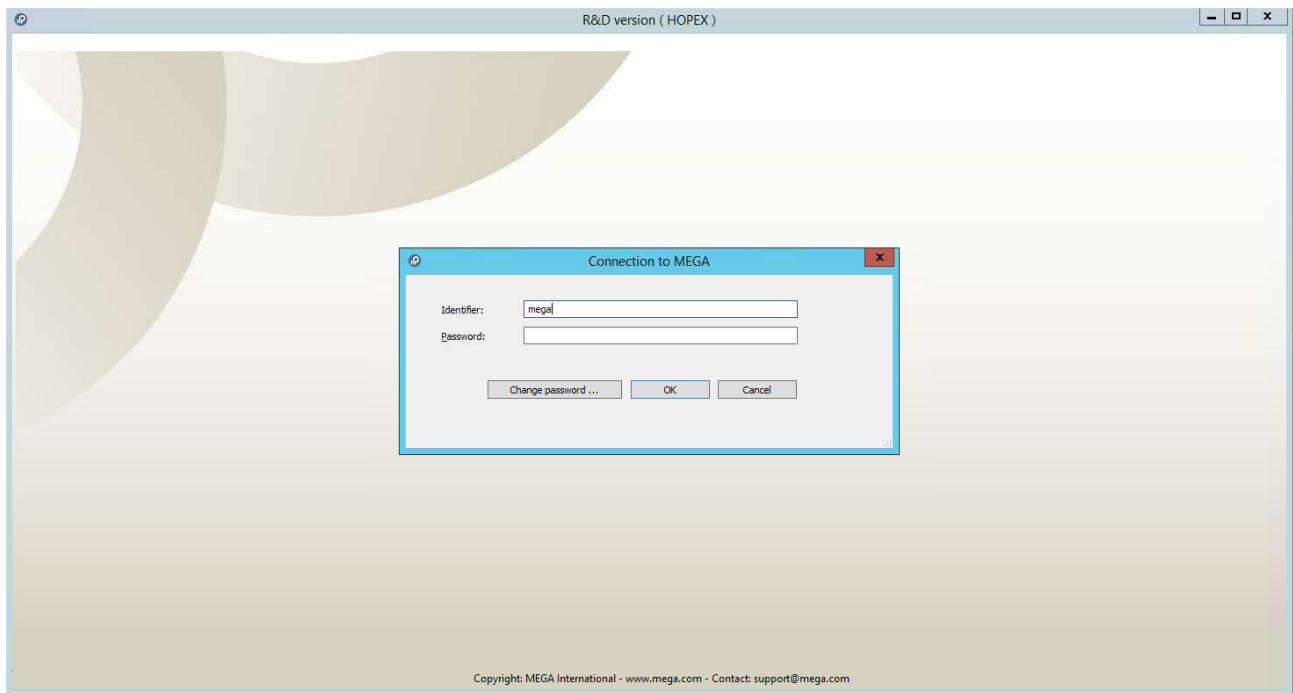 R&D version ( HOPEX )
Connection to MEGA
Identifier: mega
Password:
Change password ... OK Cancel
Copyright: MEGA International - www.mega.com - Contact: support@mega.com